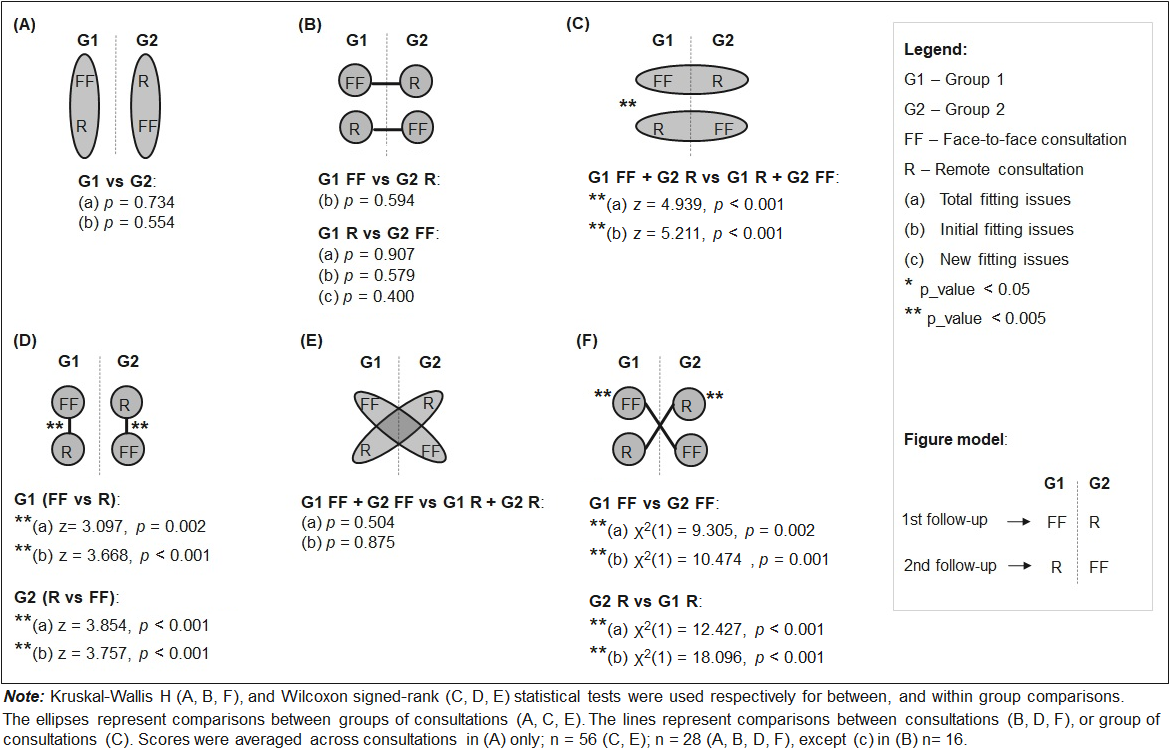 (A)
G1 G2
FF R
R FF
G1 vs G2:
(a) p = 0.734
(b) p = 0.554
(B)
G1 G2
FF R
R FF
G1 FF vs G2 R:
(b) p = 0.594
G1 R vs G2 FF:
(a) p = 0.907
(b) p = 0.579
(c) p = 0.400
(C)
G1 G2
FF R
**
R FF
G1 FF + G2 R vs G1 R + G2 FF:
**(a) z = 4.939, p < 0.001
**(b) z = 5.211, p < 0.001
(D)
G1 G2
FF R
** **
R FF
G1 (FF vs R):
**(a) z= 3.097, p = 0.002
**(b) z = 3.668, p < 0.001
G2 (R vs FF):
**(a) z = 3.854, p < 0.001
**(b) z = 3.757, p < 0.001
(E)
G1 G2
FF R
R FF
G1 FF + G2 FF vs G1 R + G2 R:
(a) p = 0.504
(b) p = 0.875
(F)
G1 G2
** FF R **
R FF
G1 FF vs G2 FF:
**(a) χ²(1) = 9.305, p = 0.002
**(b) χ²(1) = 10.474 , p = 0.001
G2 R vs G1 R:
**(a) χ²(1) = 12.427, p < 0.001
**(b) χ²(1) = 18.096, p < 0.001
Legend:
G1 – Group 1
G2 – Group 2
FF – Face-to-face consultation
R – Remote consultation
(a) Total fitting issues
(b) Initial fitting issues
(c) New fitting issues
* p_value < 0.05
** p_value < 0.005
Figure model:
G1 G2
1st follow-up → FF R
2nd follow-up → R FF
Note: Kruskal-Wallis H (A, B, F), and Wilcoxon signed-rank (C, D, E) statistical tests were used respectively for between, and within group comparisons.
The ellipses represent comparisons between groups of consultations (A, C, E). The lines represent comparisons between consultations (B, D, F), or group of
consultations (C). Scores were averaged across consultations in (A) only; n = 56 (C, E); n = 28 (A, B, D, F), except (c) in (B) n= 16.